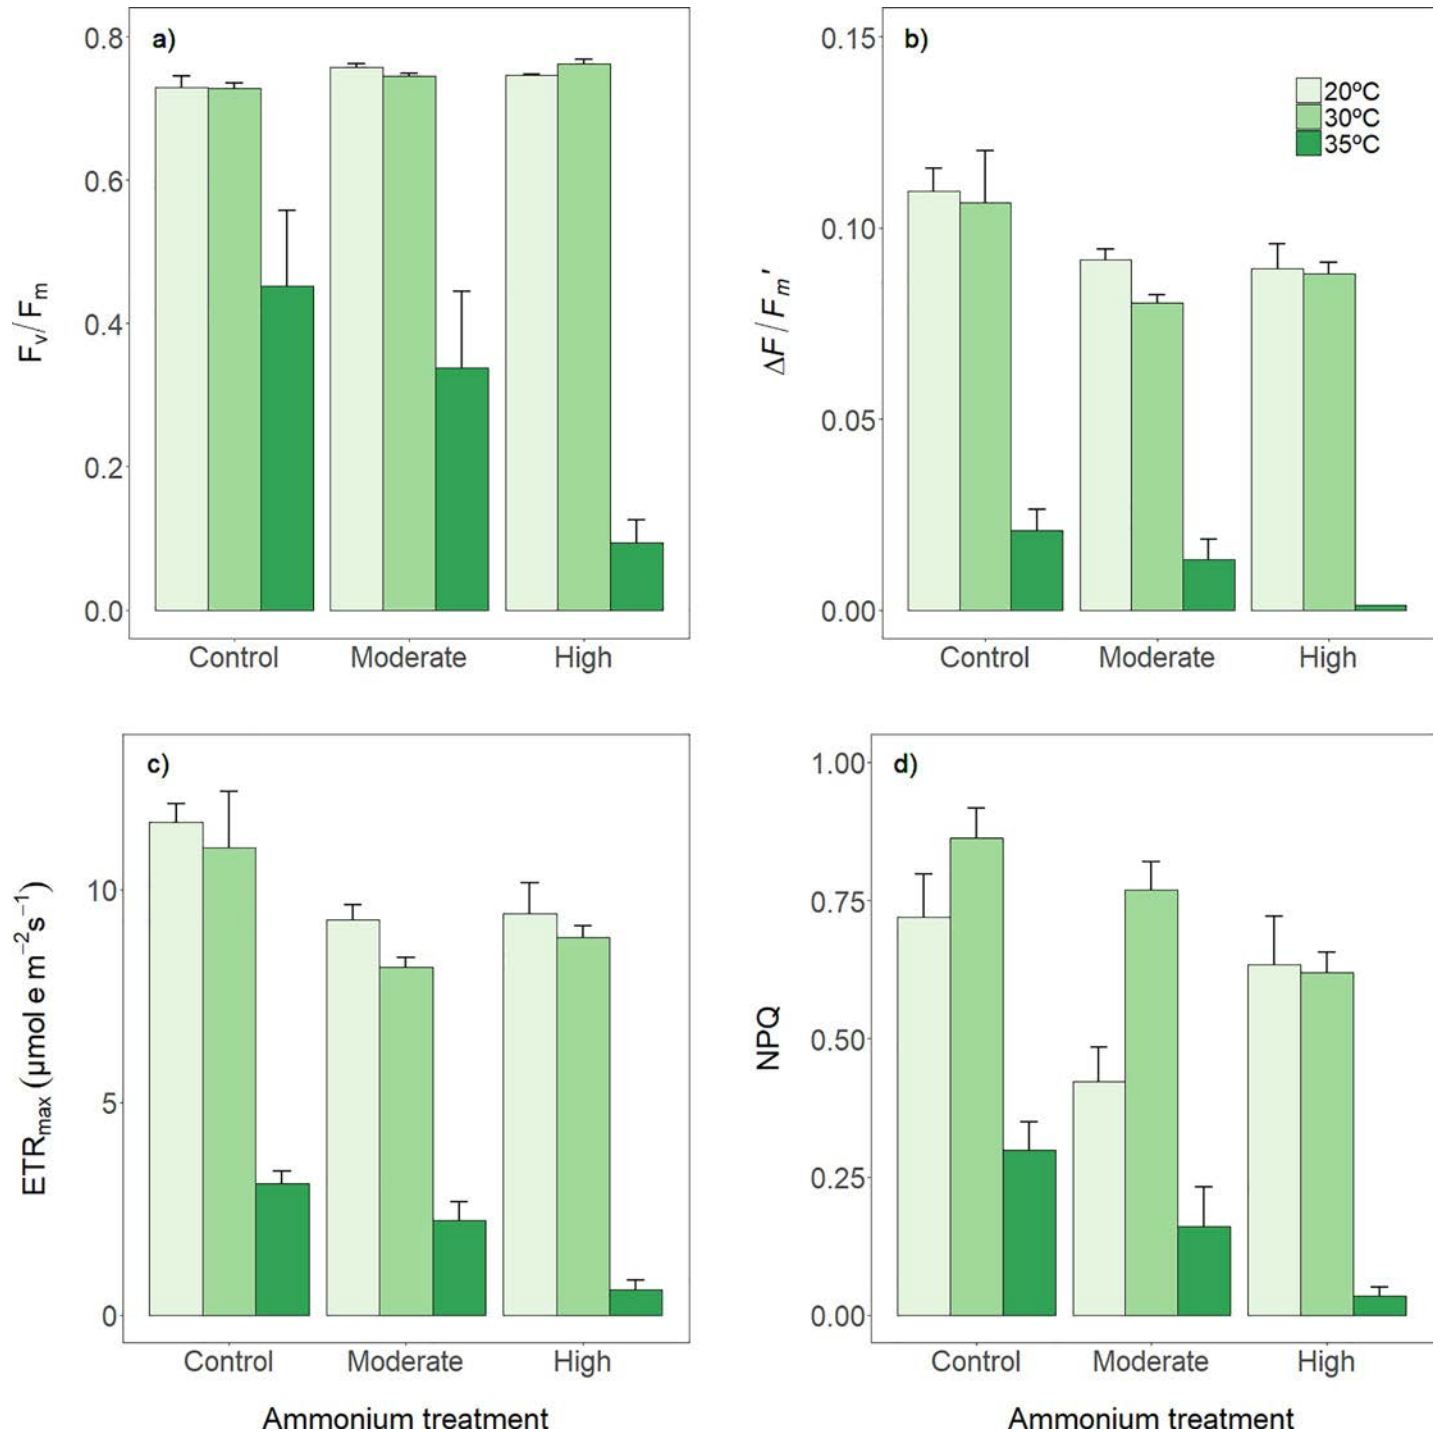 a)
0.8
0.6
0.4
0.2
0.0
Fv/ Fm
Control Moderate High
b)
0.15
0.10
0.05
0.00
ΔF / Fm'
20ºC
30ºC
35ºC
Control Moderate High
c)
10
5
0
ETRmax (µmol e m−2s−1)
Control Moderate High
Ammonium treatment
d)
1.00
0.75
0.50
0.25
0.00
NPQ
Control Moderate High
Ammonium treatment